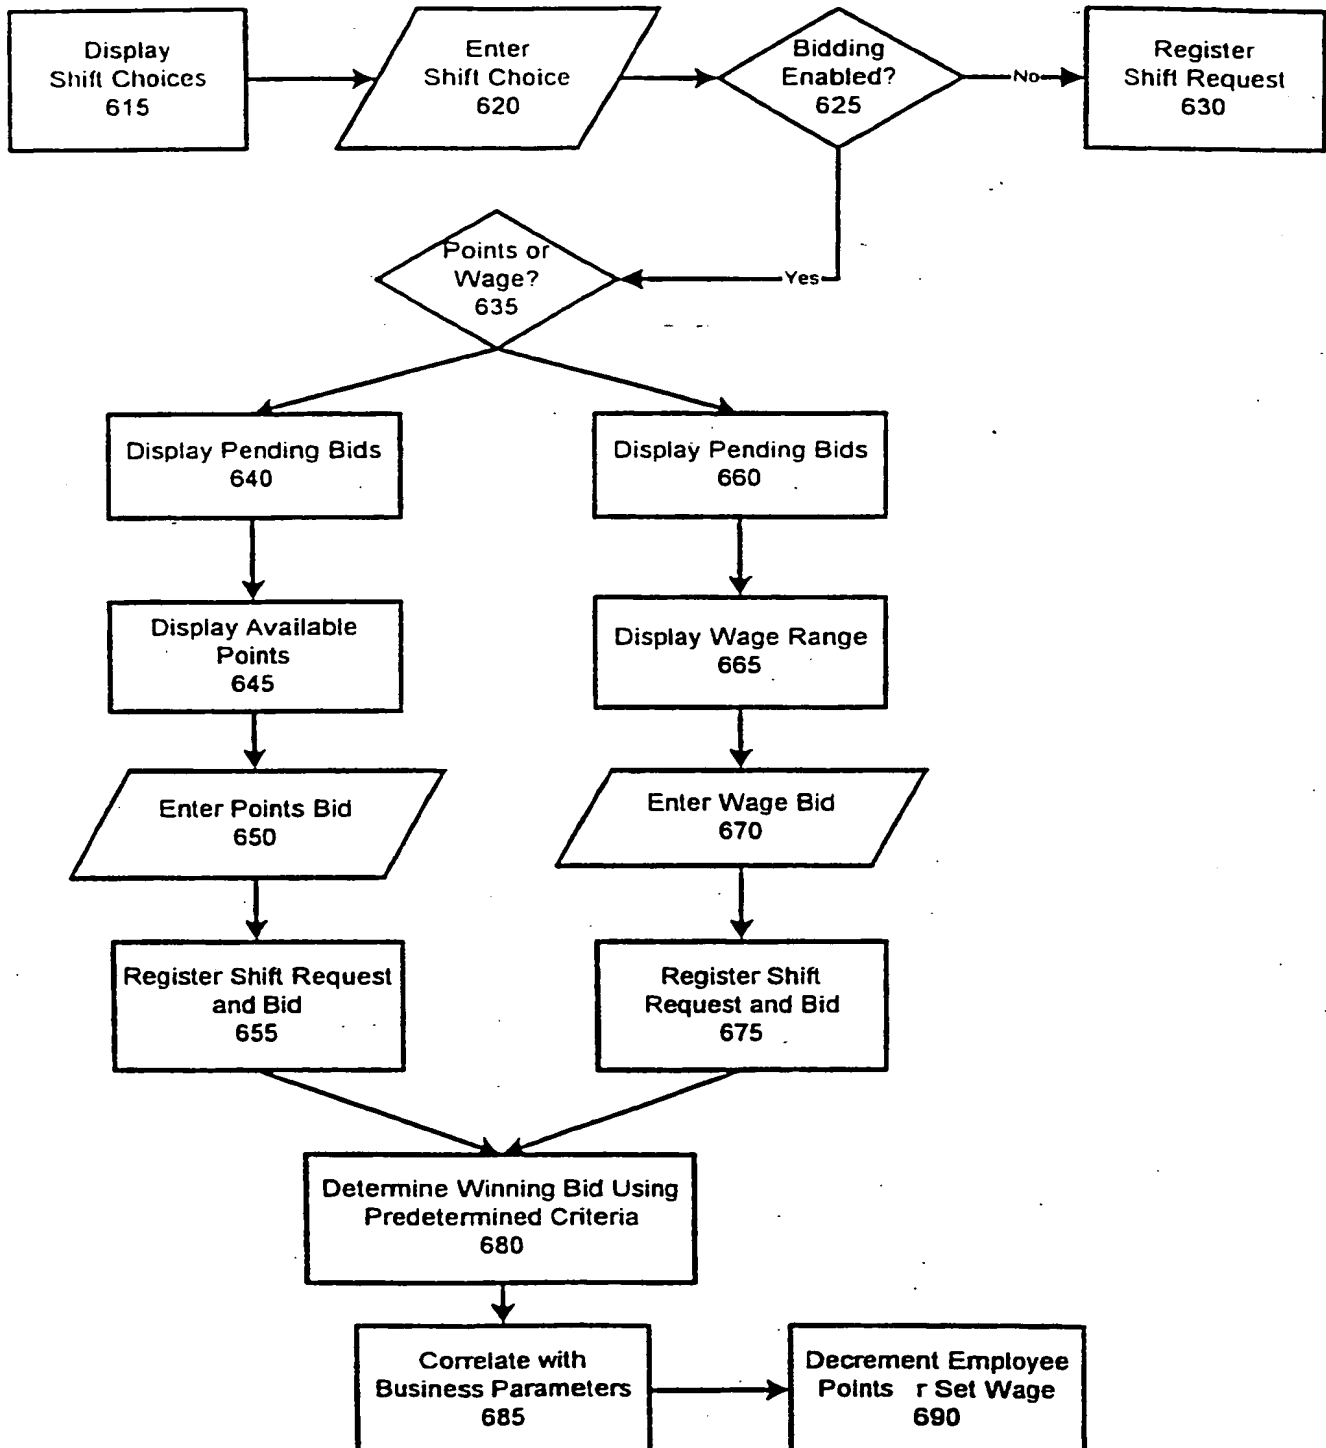 Display
Shift Choices
615
Enter
Shift Choice
620
Bidding
Enabled?
625
No
Register
Shift Request
630
Points or
Wage?
635
Yes
Display Pending Bids
640
Display Pending Bids
660
Display Available
Points
645
Display Wage Range
665
Enter Points Bid
650
Enter Wage Bid
670
Register Shift Request
and Bid
655
Register Shift
Request and Bid
675
Determine Winning Bid Using
Predetermined Criteria
680
Correlate with
Business Parameters
685
Decrement Employee
Points r Set Wage
690